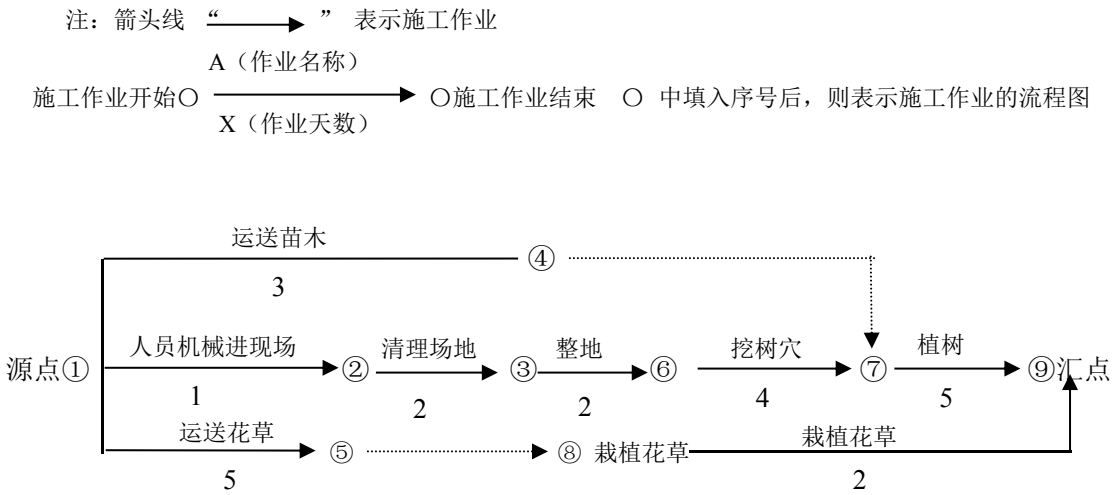 注：箭头线 “ ” 表示施工作业
A（作业名称）
施工作业开始○ ○施工作业结束 ○ 中填入序号后，则表示施工作业的流程图
X（作业天数）
运送苗木
④
3
人员机械进现场 清理场地 整地 挖树穴 植树
源点① ② ③ ⑥ ⑦ ⑨汇点
1 2 2 4 5
运送花草 栽植花草
⑤ ⑧ 栽植花草
5 2